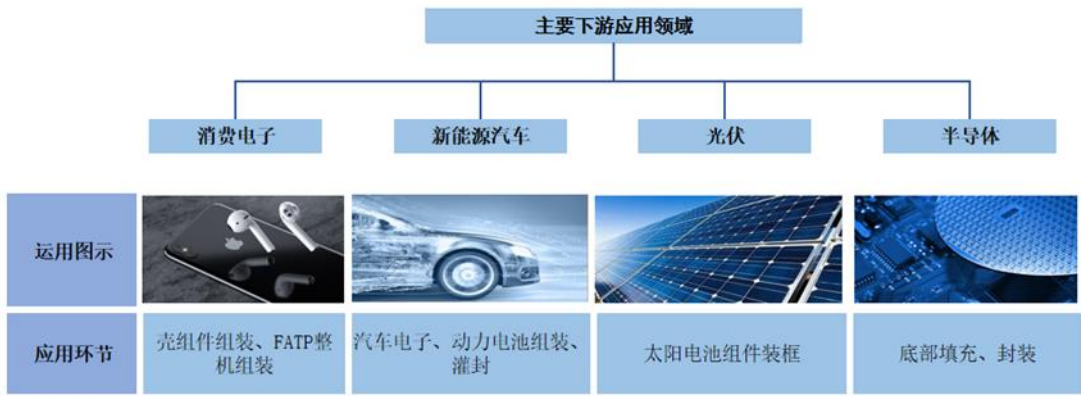 主要下游应用领域
消费电子
新能源汽车
光伏
半导体
运用图示
应用环节
壳组件组装、FATP整
机组装
汽车电子、动力电池组装、
灌封
太阳电池组件装框
底部填充、封装